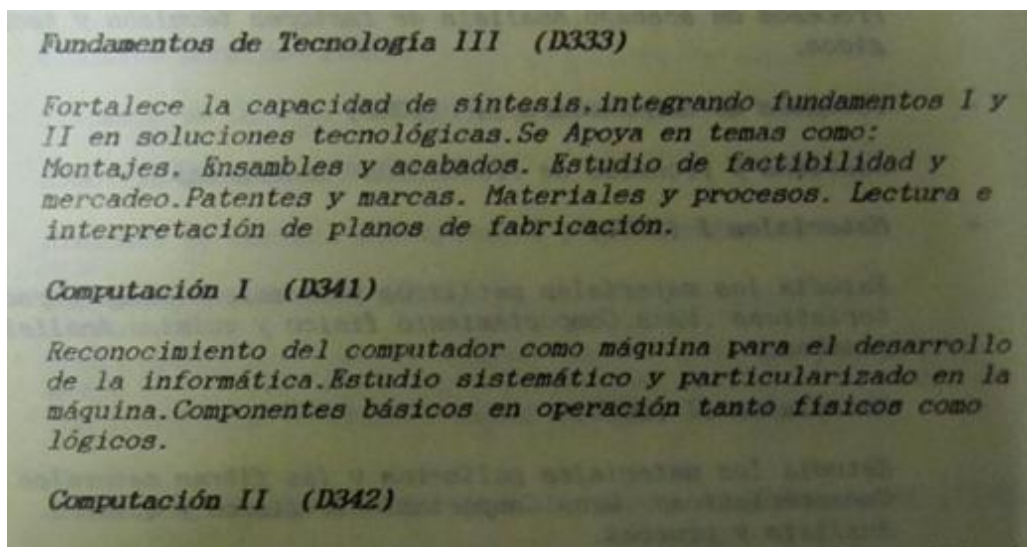 Fundamentos de Tecnología III (D333)
Fortalece la capacidad de síntesis,integrando fundamentos I y
II en soluciones tecnológicas.Se Apoya en temas como:
Montajes. Ensambles y acabados. Estudio de factibilidad y
mercadeo.Patentes y marcas. Materiales y procesos. Lectura e
interpretación de planos de fabricación.
Computación I (D341)
Reconocimiento del computador como máquina para el desarrollo
de la informática.Estudio sistemático y particularizado en la
máquina.Componentes básicos en operación tanto físicos como
lógicos.
Computación II (D342)